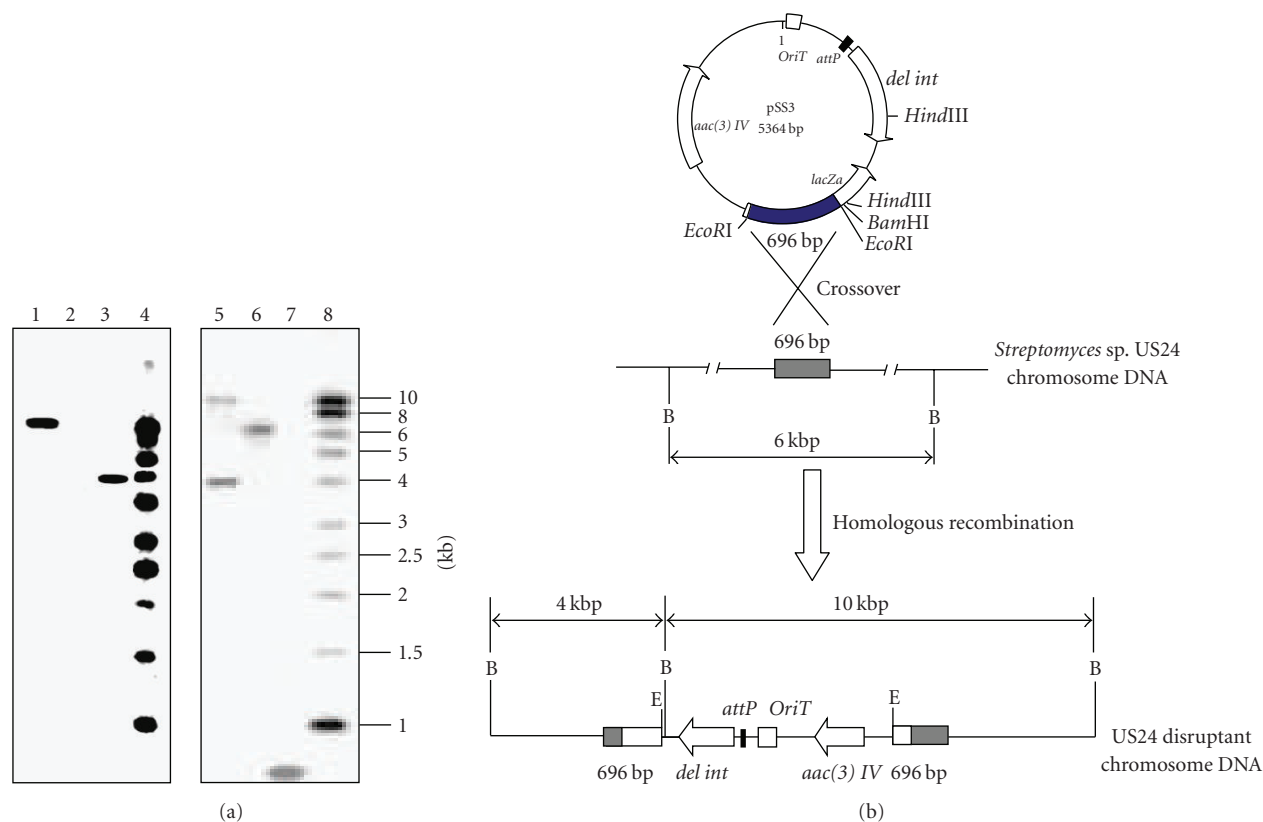 1 2 3 4
5 6 7 8
10
8
6
5
4
3
2.5
2
1.5
1
(kb)
(a)
1
OriT
attP
del int
HindIII
pSS3
5364 bp
aac(3) IV
lacZa
HindIII
BamHI
EcoRI
EcoRI
696 bp
Crossover
696 bp
Streptomyces sp. US24
chromosome DNA
B B
6 kbp
Homologous recombination
4 kbp 10 kbp
B B B
E E
attP OriT
US24 disruptant
chromosome DNA
696 bp del int aac(3) IV 696 bp
(b)